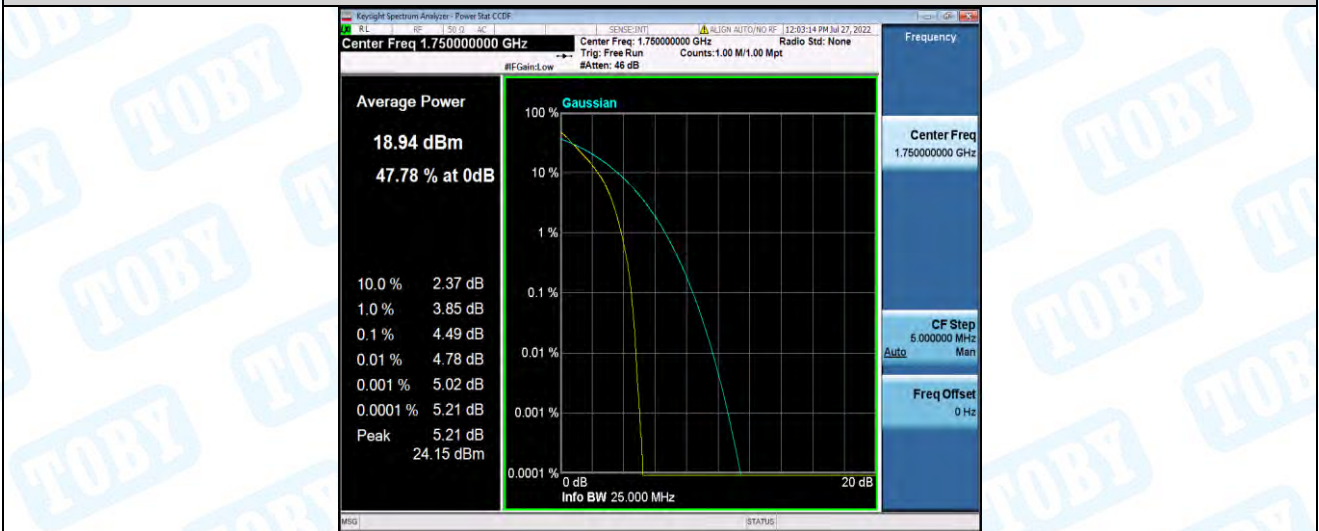 Keysight Spectrum Analyzer - Power Stat CCDF
RL RF 50 Ω AC SENSE:INT ALIGN AUTO/NO RF 12:03:14 PM Jul 27, 2022
Center Freq 1.750000000 GHz
Center Freq: 1.750000000 GHz Radio Std: None
Trig: Free Run Counts:1.00 M/1.00 Mpt
#IFGain:Low #Atten: 46 dB
Frequency
Average Power
18.94 dBm
47.78 % at 0dB
10.0 % 2.37 dB
1.0 % 3.85 dB
0.1 % 4.49 dB
0.01 % 4.78 dB
0.001 % 5.02 dB
0.0001 % 5.21 dB
Peak 5.21 dB
24.15 dBm
Gaussian
100 %
10 %
1 %
0.1 %
0.01 %
0.001 %
0.0001 %
0 dB 20 dB
Info BW 25.000 MHz
Center Freq
1.750000000 GHz
CF Step
5.000000 MHz
Auto Man
Freq Offset
0 Hz
MSG STATUS
TOBY
TOBY
TOBY
TOBY
TOBY
TOBY
TOBY